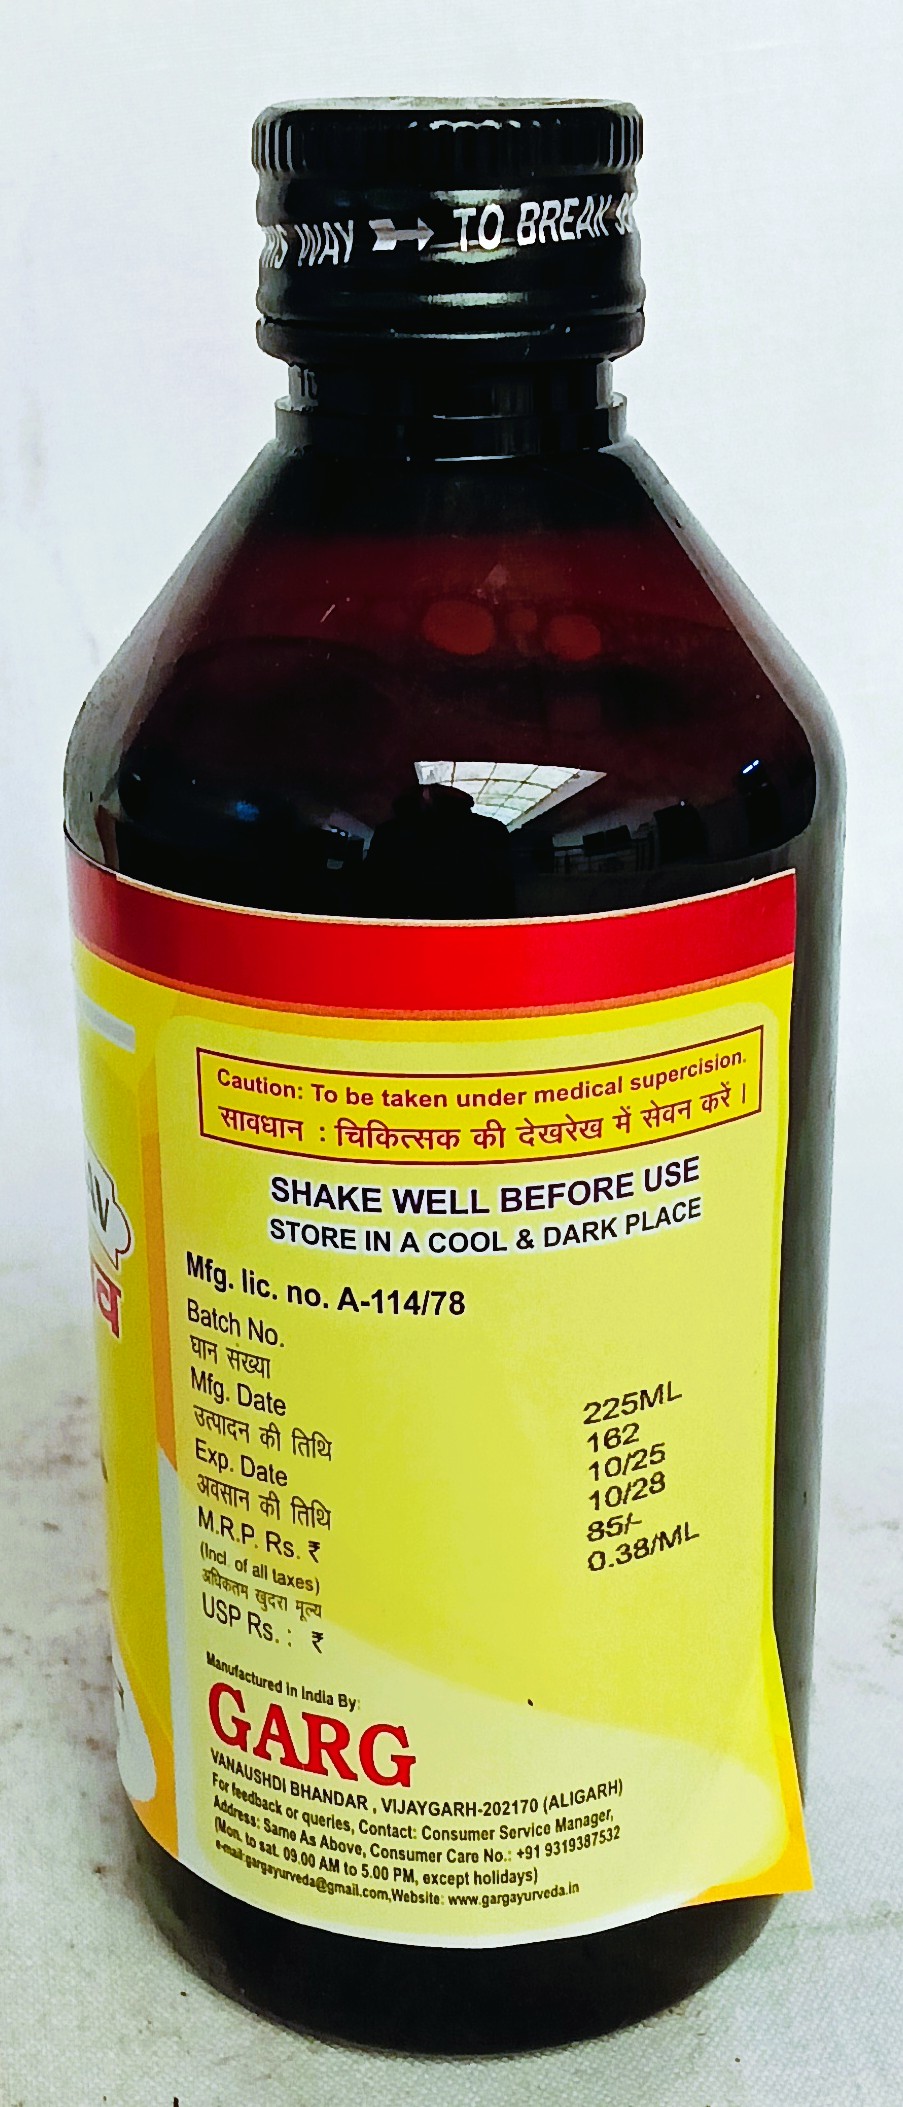 WAY TO BREAK
Caution: To be taken under medical supercision.
सावधान : चिकित्सक की देखरेख में सेवन करें ।
SHAKE WELL BEFORE USE
STORE IN A COOL & DARK PLACE
Mfg. lic. no. A-114/78
Batch No.
घान संख्या
Mfg. Date
उत्पादन की तिथि
Exp. Date
अवसान की तिथि
M.R.P. Rs. ₹
(Incl. of all taxes)
अधिकतम खुदरा मूल्य
USP Rs. : ₹
225ML
162
10/25
10/28
85/-
0.38/ML
Manufactured in India By:
GARG
VANAUSHDI BHANDAR , VIJAYGARH-202170 (ALIGARH)
For feedback or queries, Contact: Consumer Service Manager,
Address: Same As Above, Consumer Care No.: +91 9319387532
(Mon. to sat. 09.00 AM to 5.00 PM, except holidays)
e-mail:gargayurveda@gmail.com,Website: www.gargayurveda.in